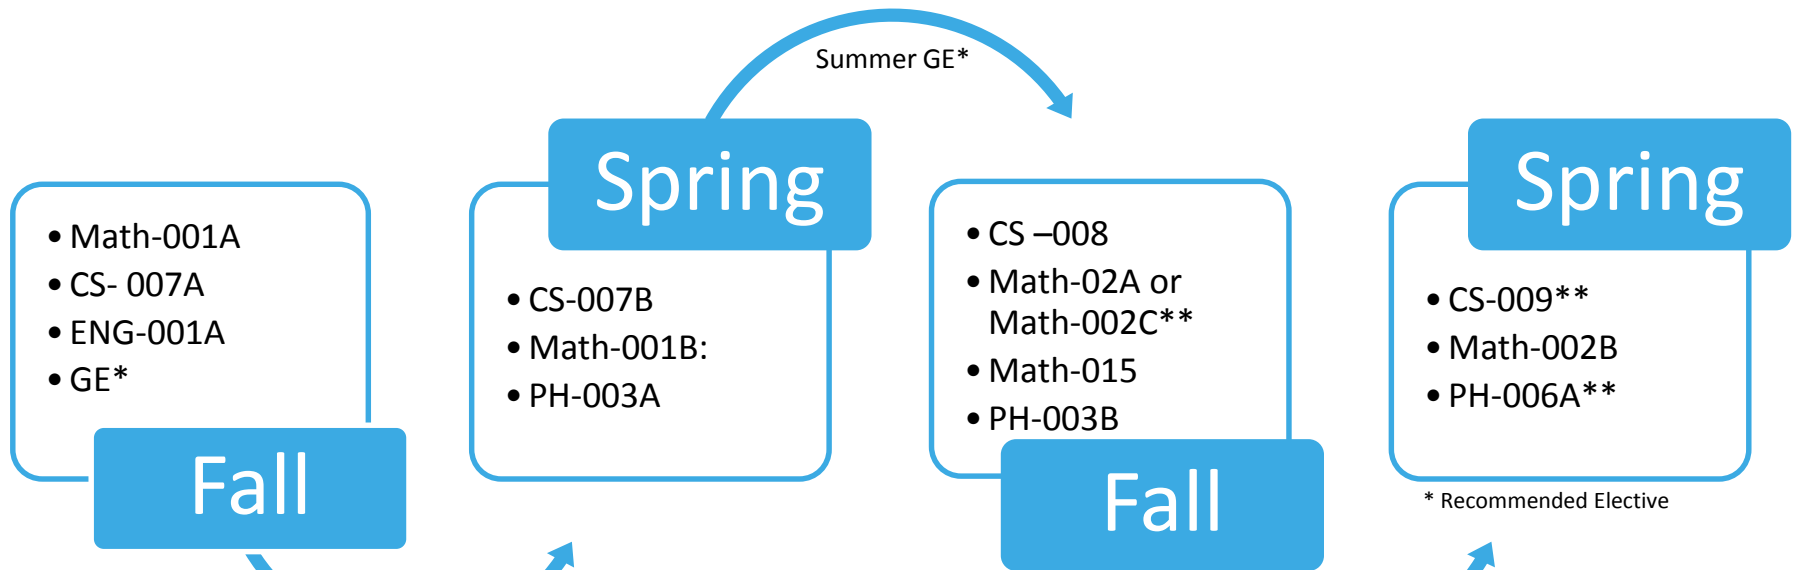 • Math-001A
• CS- 007A
• ENG-001A
• GE*
Fall
Spring
• CS-007B
• Math-001B:
• PH-003A
Summer GE*
• CS –008
• Math-02A or
Math-002C**
• Math-015
• PH-003B
Fall
Spring
• CS-009**
• Math-002B
• PH-006A**
* Recommended Elective